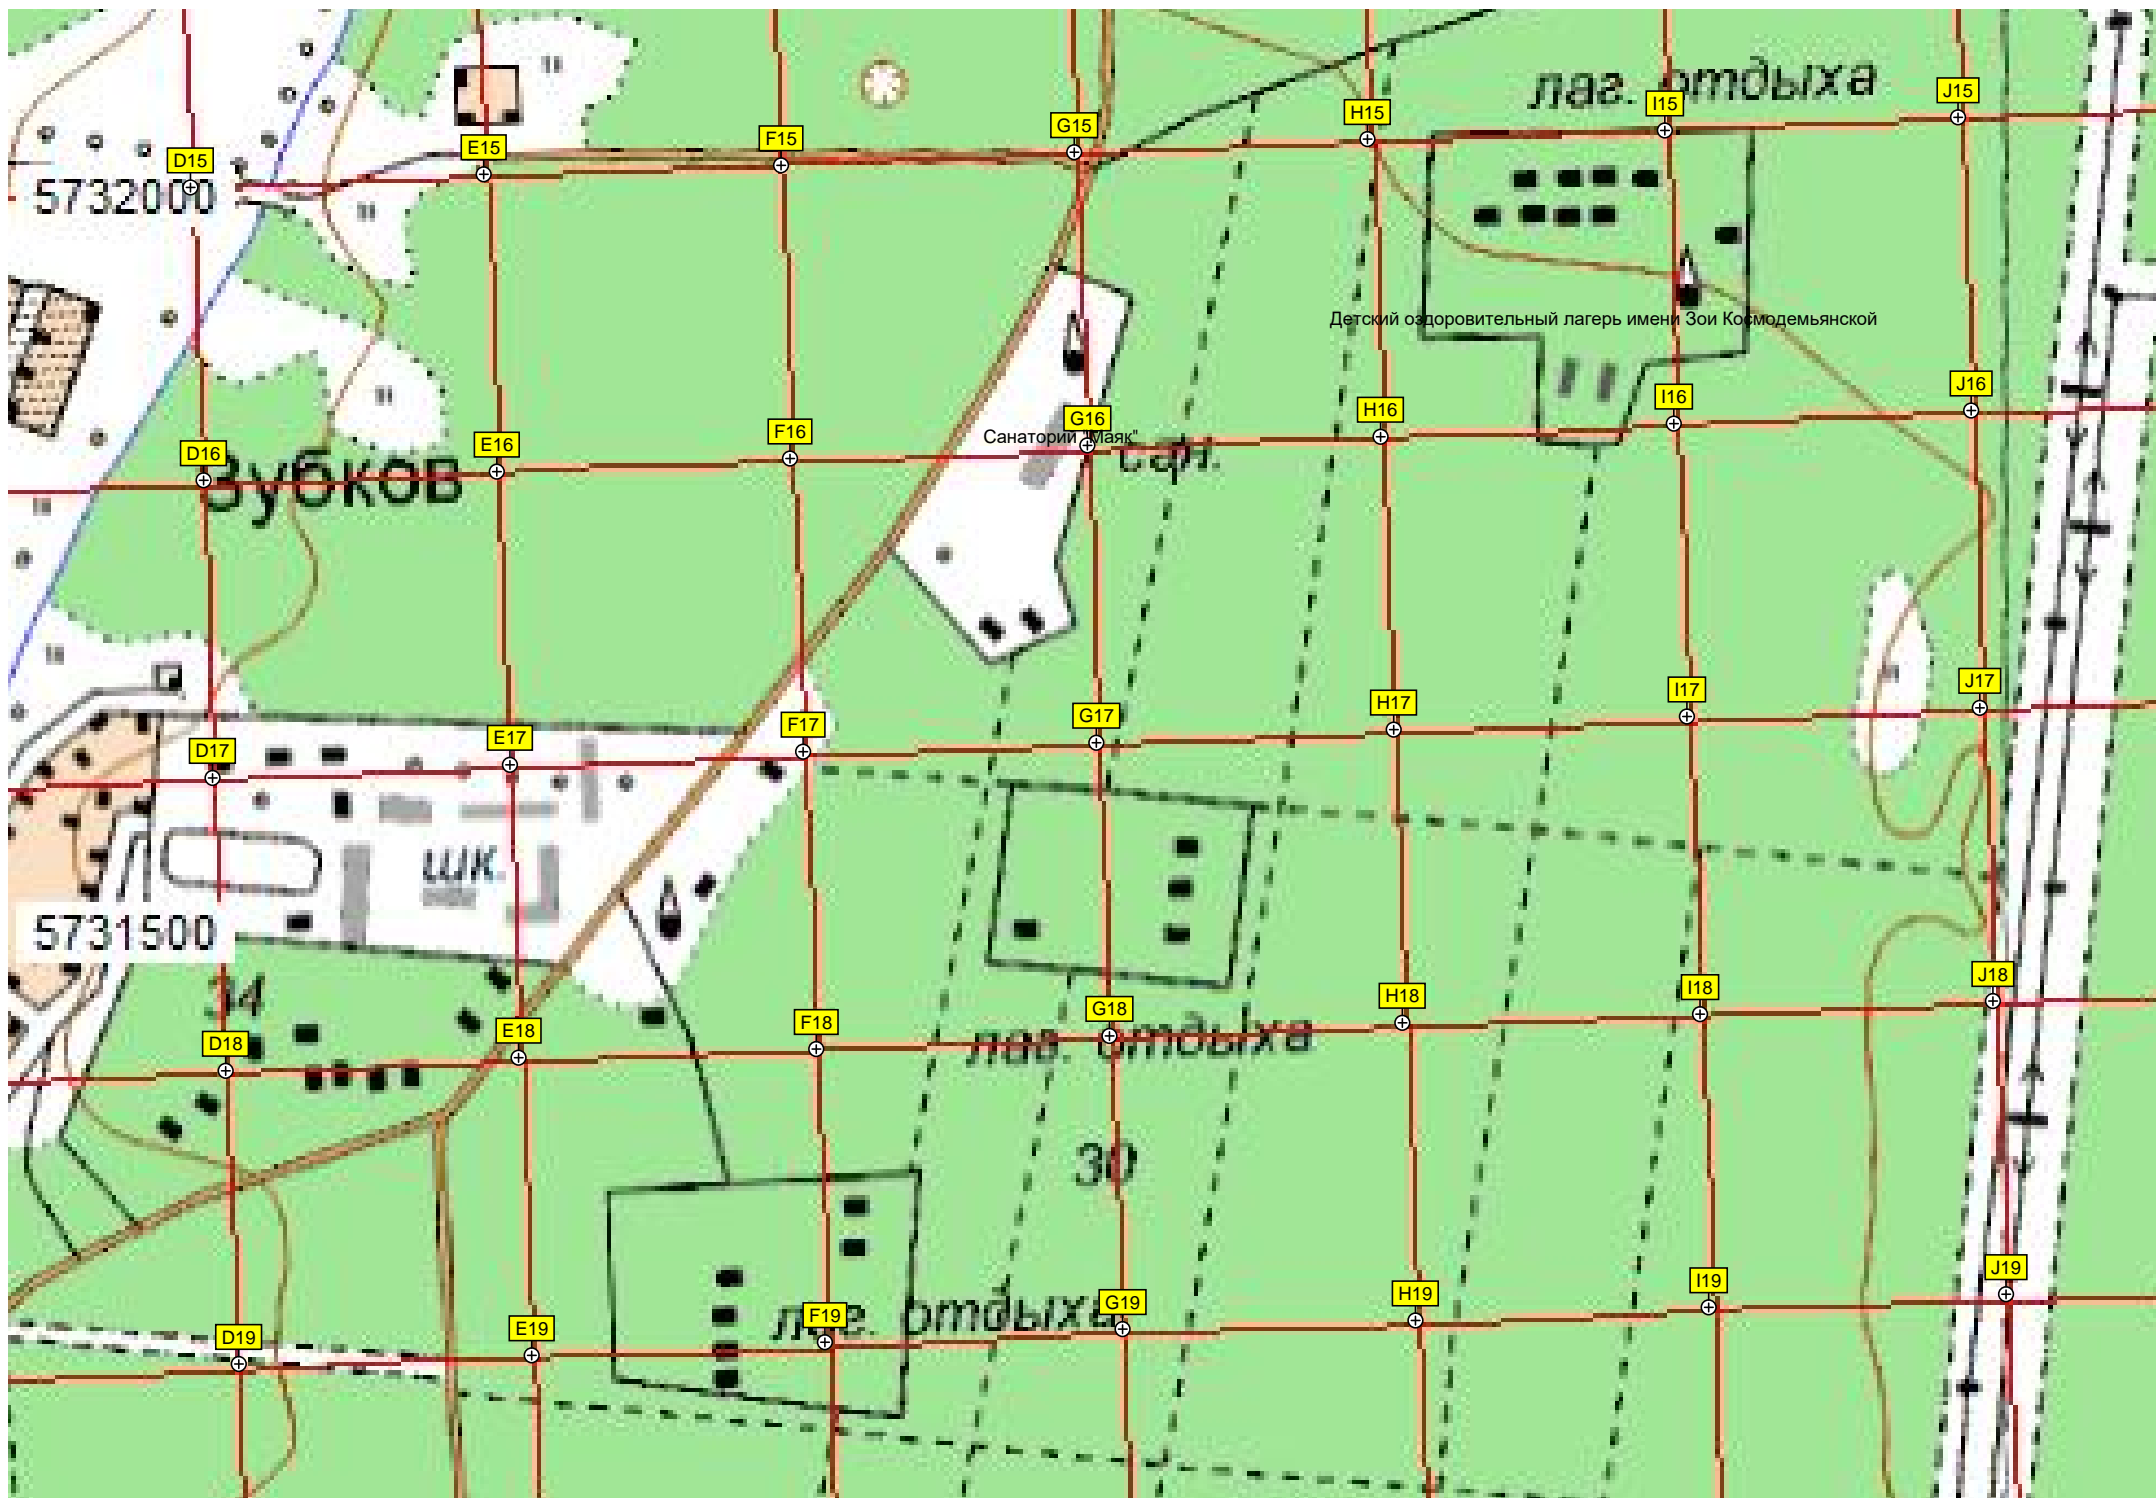 лаг. отдыха
D15 E15 F15 G15 H15 I15 J15
5732000
Детский оздоровительный лагерь имени Зои Космодемьянской
D16 E16 F16 G16 H16 I16 J16
Санаторий "Маяк"
сан.
Зубков
D17 E17 F17 G17 H17 I17 J17
шк.
5731500
34
D18 E18 F18 G18 H18 I18 J18
лаг. отдыха
30
D19 E19 F19 G19 H19 I19 J19
лаг. отдыха